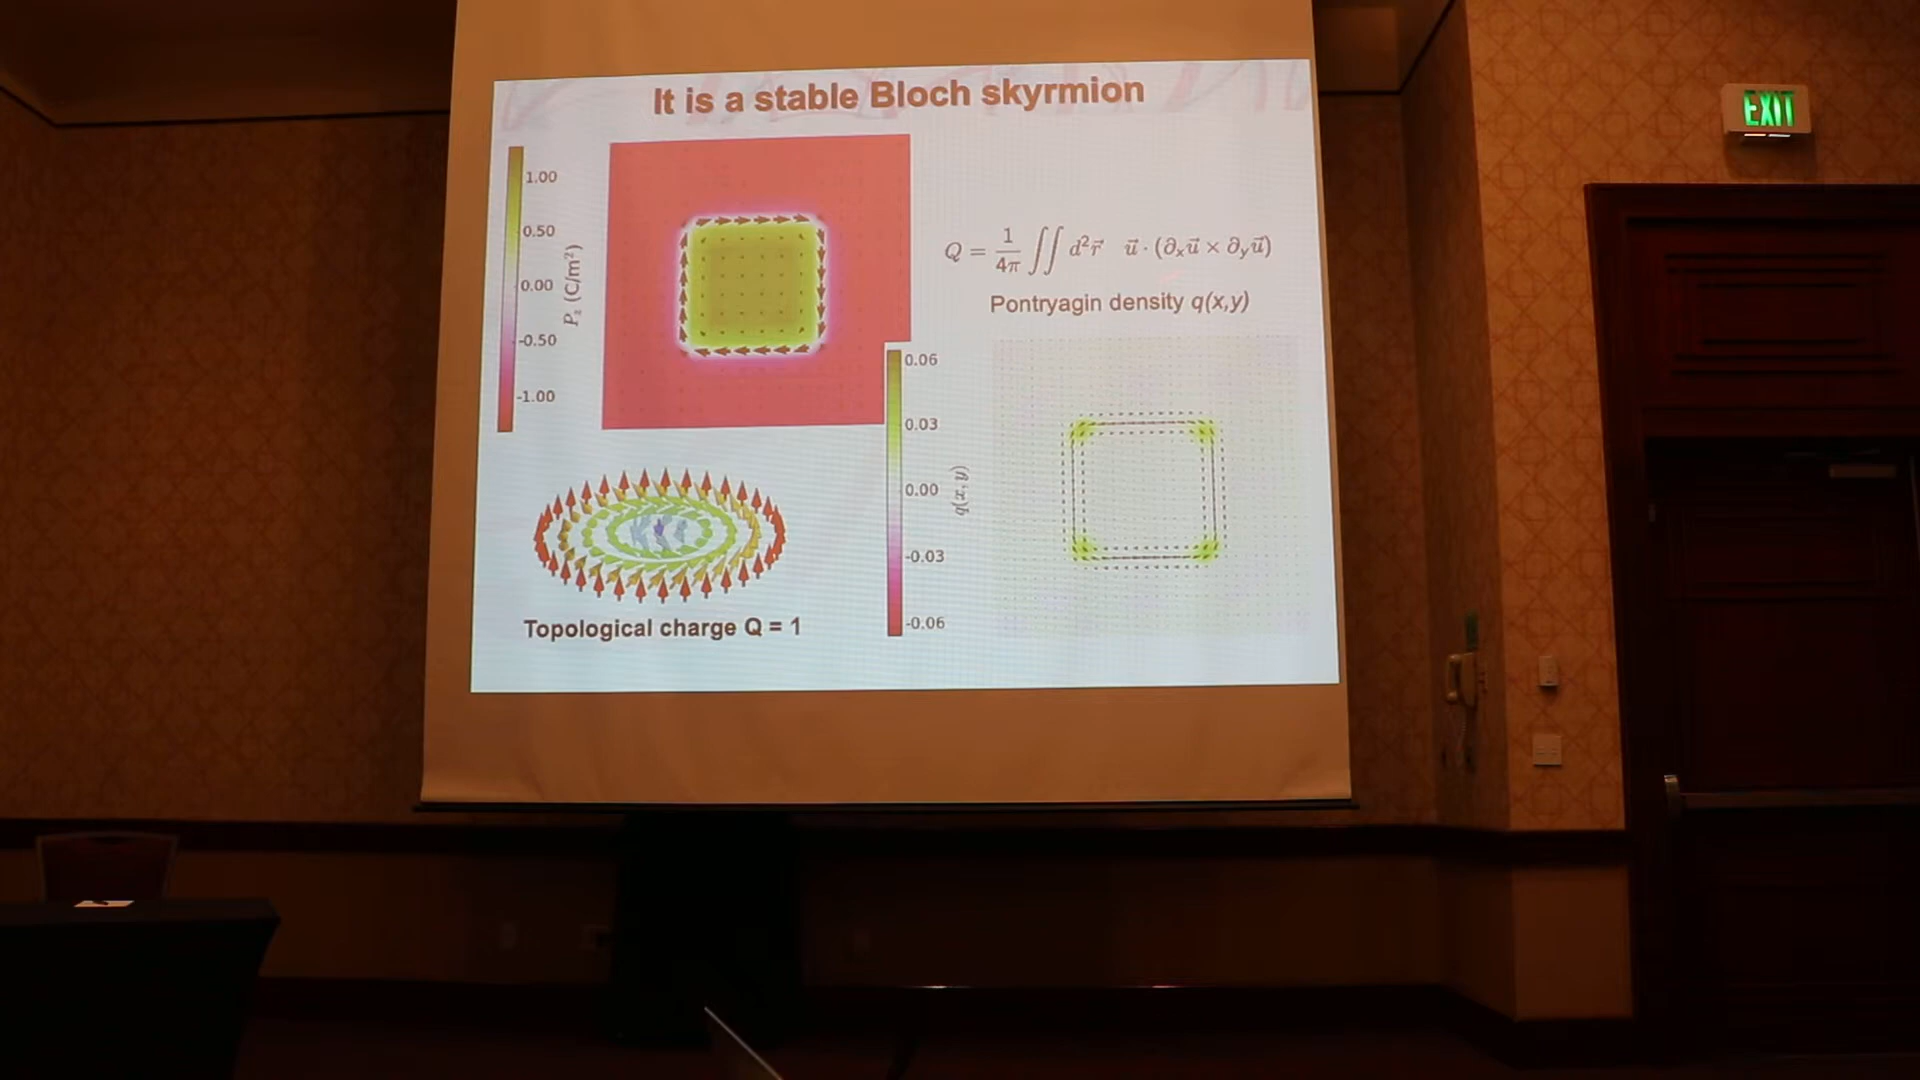 It is a stable Bloch skyrmion
1.00
0.50
0.00
-0.50
-1.00
P_z (C/m²)
Q = 1/4π ∬ d²r⃗ u⃗ · (∂ₓu⃗ × ∂ᵧu⃗)
Pontryagin density q(x,y)
0.06
0.03
0.00
-0.03
-0.06
q(x, y)
Topological charge Q = 1
EXIT